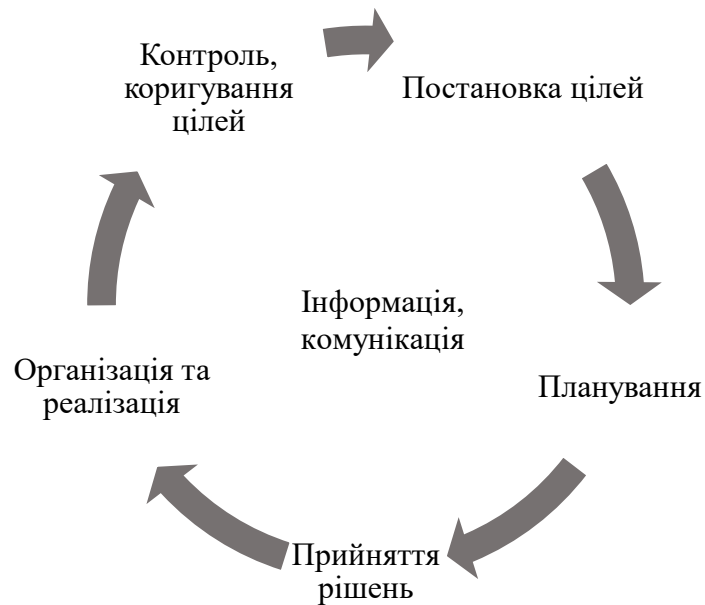 Контроль,
коригування
цілей
Постановка цілей
Інформація,
комунікація
Організація та
реалізація
Планування
Прийняття
рішень